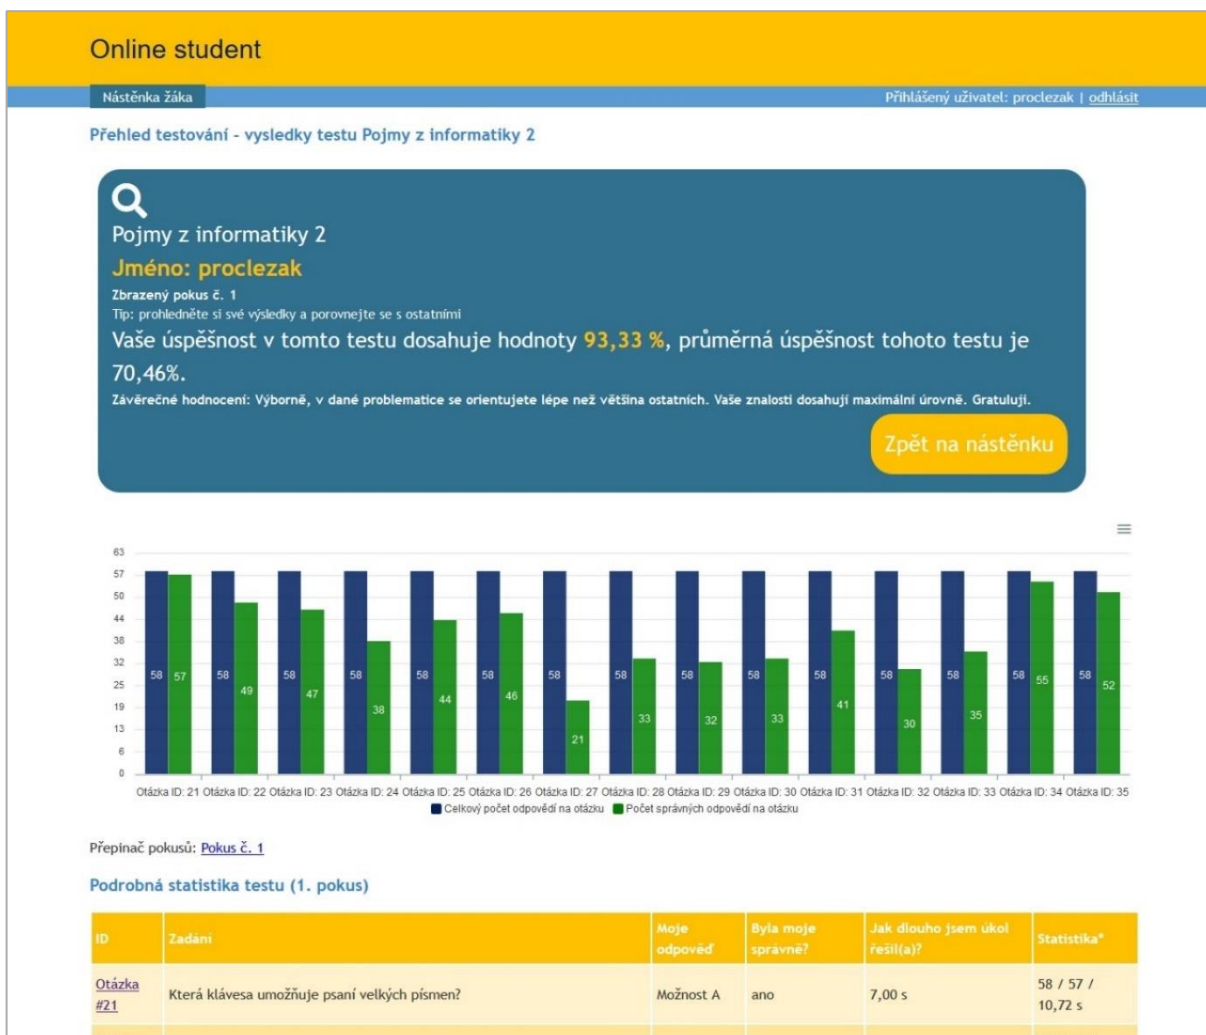 Online student
Nástěnka žáka
Přihlášený uživatel: proclezak | odhlásit
Přehled testování - vysledky testu Pojmy z informatiky 2
Pojmy z informatiky 2
Jméno: proclezak
Zbrazený pokus č. 1
Tip: prohledněte si své výsledky a porovnejte se s ostatními
Vaše úspěšnost v tomto testu dosahuje hodnoty 93,33 %, průměrná úspěšnost tohoto testu je
70,46%.
Závěrečné hodnocení: Výborně, v dané problematice se orientujete lépe než většina ostatních. Vaše znalosti dosahují maximální úrovně. Gratuluji.
Zpět na nástěnku
63
57
50
44
38
32
25
19
13
6
0
58 57 58 49 58 47 58 38 58 44 58 46 58 21 58 33 58 32 58 33 58 41 58 30 58 35 58 55 58 52
Otázka ID: 21 Otázka ID: 22 Otázka ID: 23 Otázka ID: 24 Otázka ID: 25 Otázka ID: 26 Otázka ID: 27 Otázka ID: 28 Otázka ID: 29 Otázka ID: 30 Otázka ID: 31 Otázka ID: 32 Otázka ID: 33 Otázka ID: 34 Otázka ID: 35
Celkový počet odpovědí na otázku Počet správných odpovědí na otázku
Přepínač pokusů: Pokus č. 1
Podrobná statistika testu (1. pokus)
ID
Zadání
Moje
odpověď
Byla moje
správně?
Jak dlouho jsem úkol
řešil(a)?
Statistika*
Otázka
#21
Která klávesa umožňuje psaní velkých písmen?
Možnost A
ano
7,00 s
58 / 57 /
10,72 s